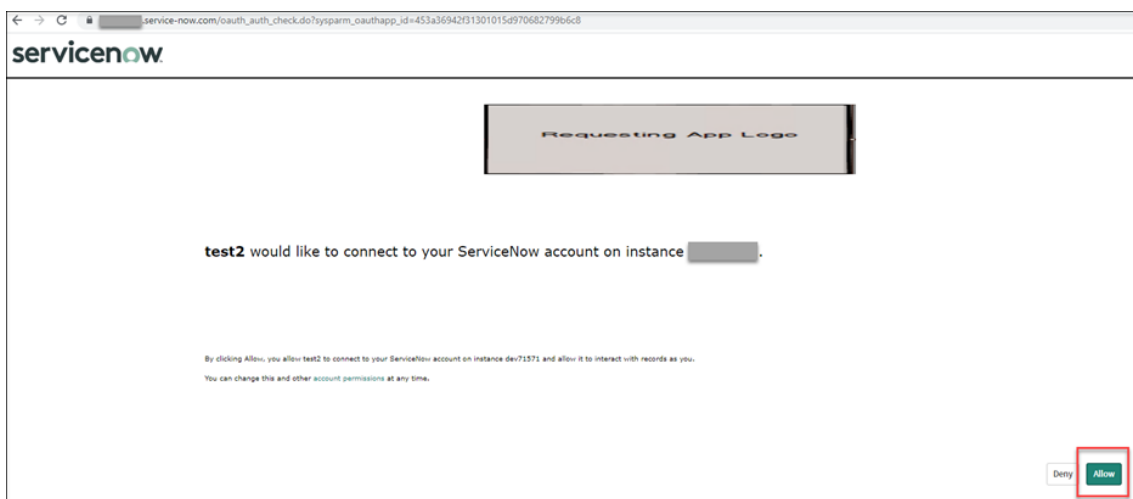 .service-now.com/oauth_auth_check.do?sysparm_oauthapp_id=453a36942f31301015d970682799b6c8
servicenow
Requesting App Logo
test2 would like to connect to your ServiceNow account on instance .
By clicking Allow, you allow test2 to connect to your ServiceNow account on instance dev71571 and allow it to interact with records as you.
You can change this and other account permissions at any time.
Deny Allow